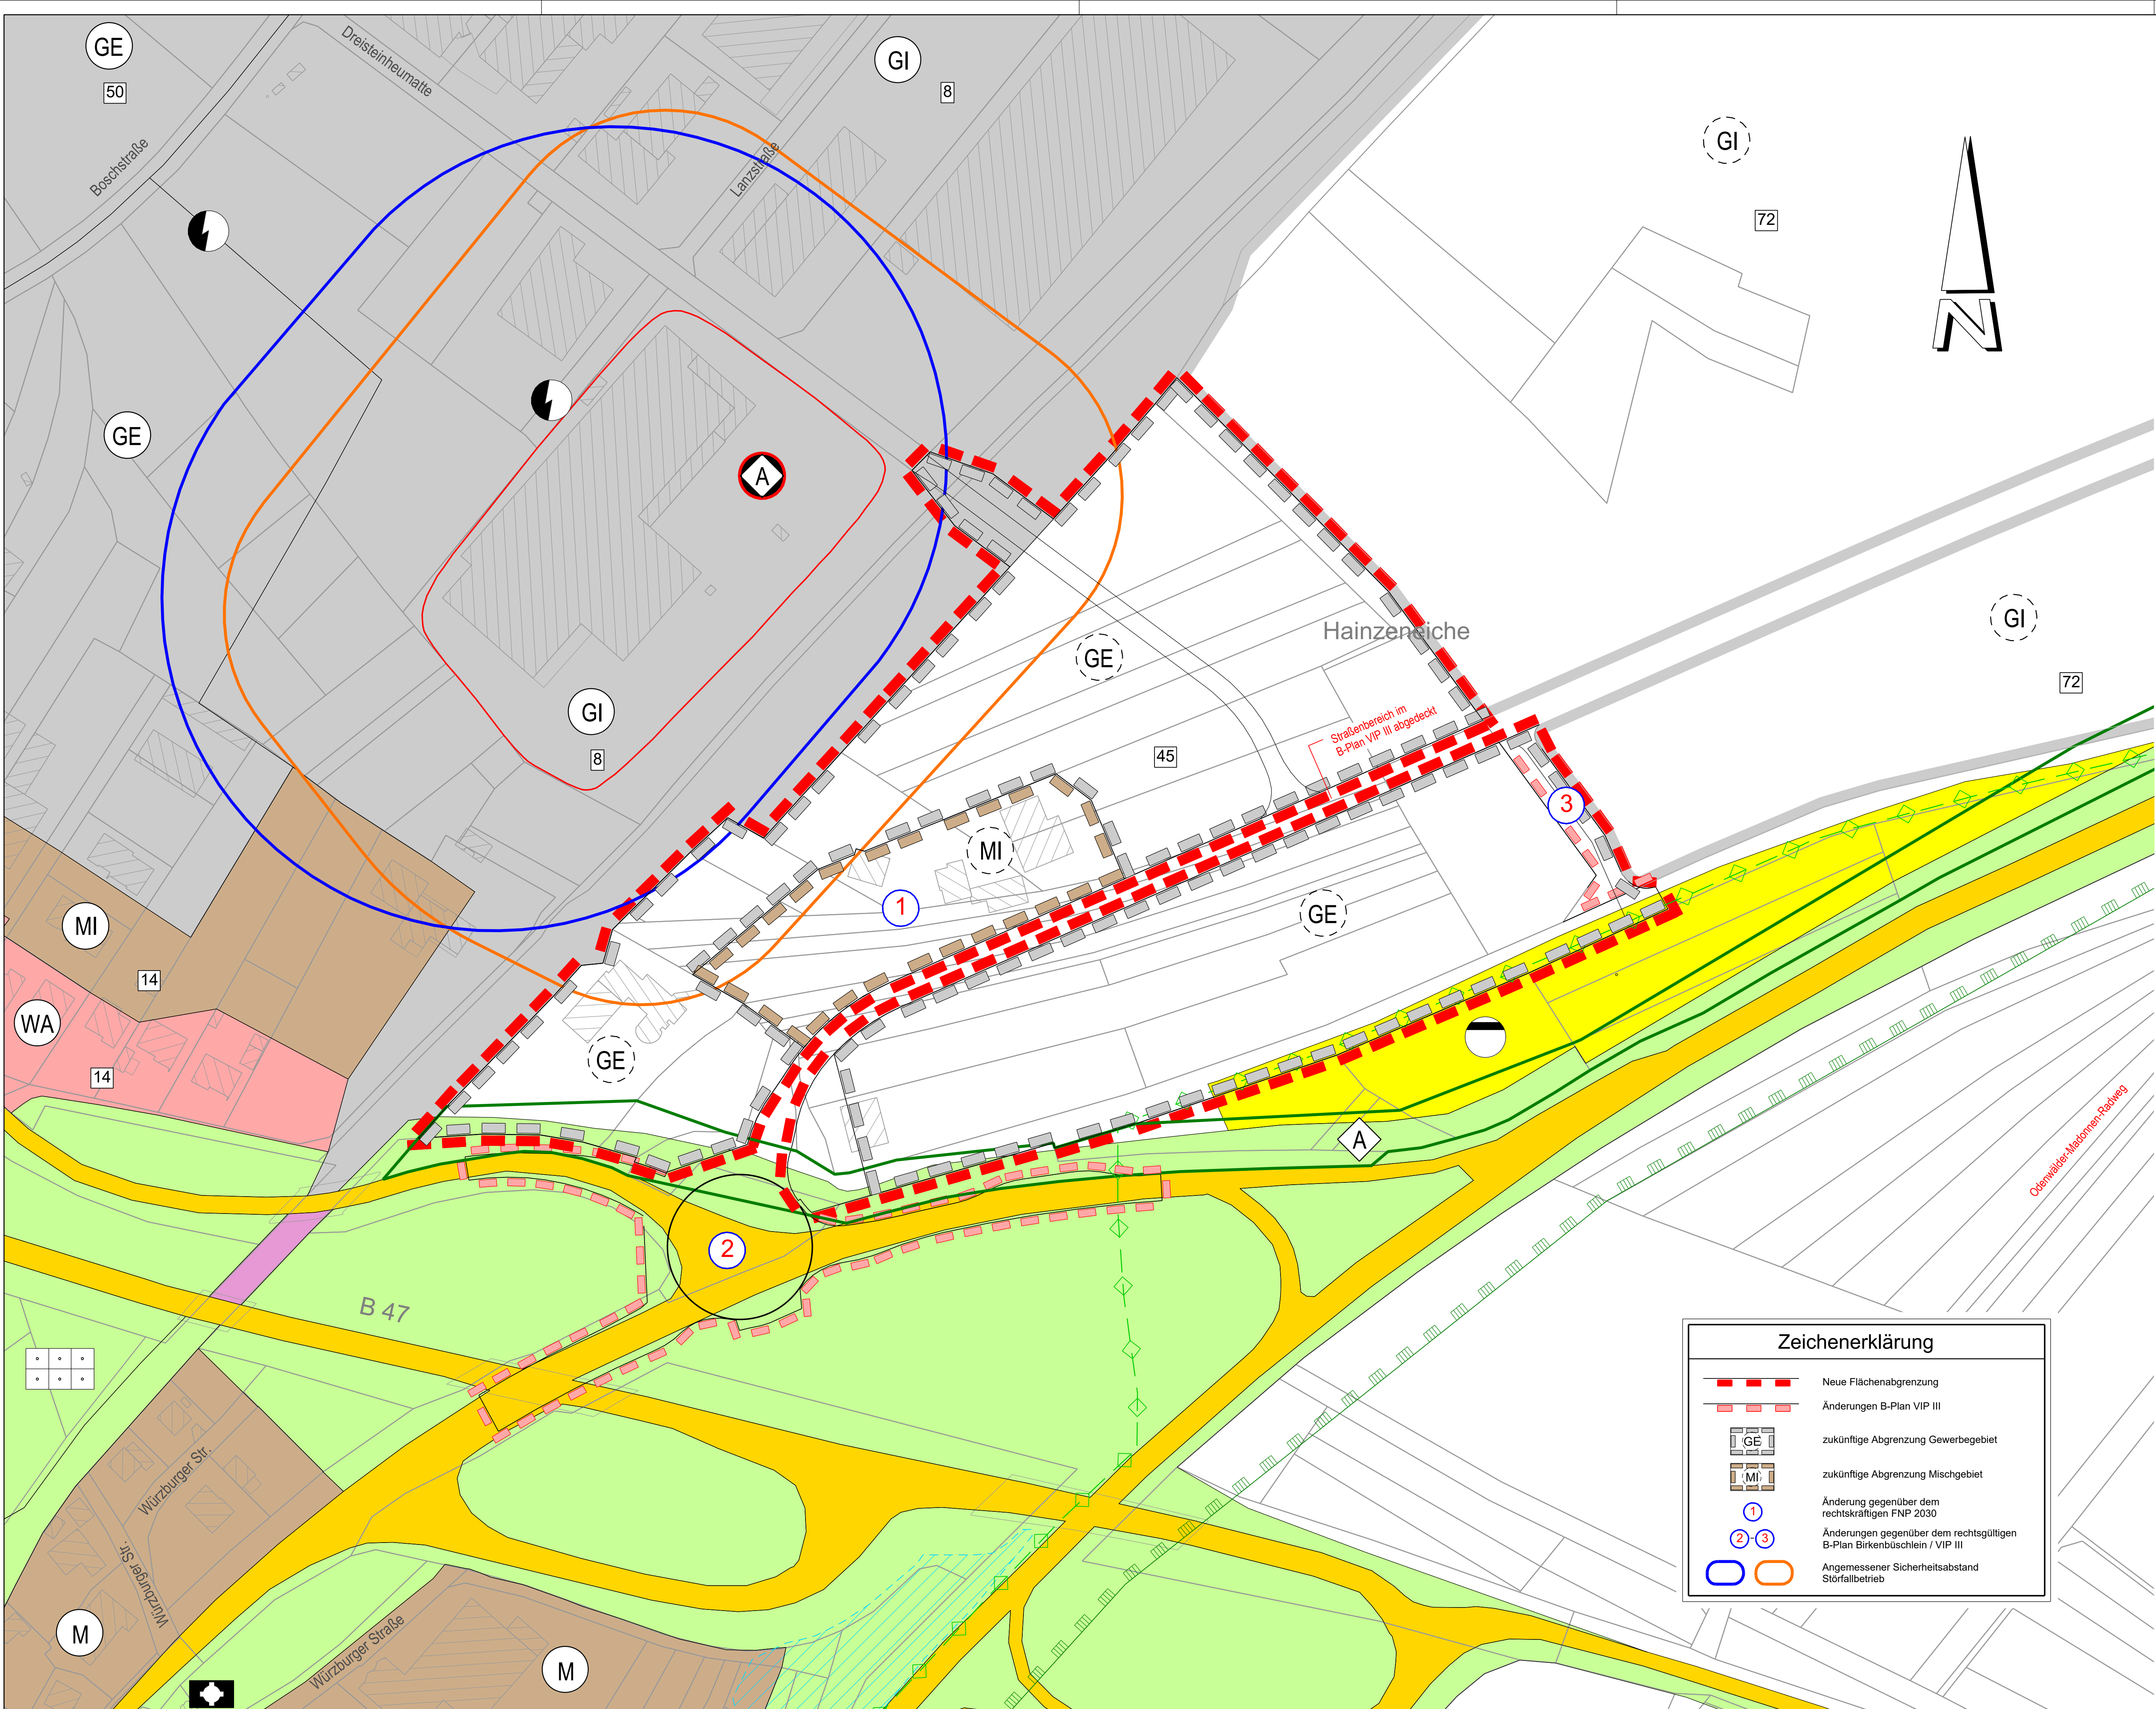 GE
50
Dreisteinheumatte
GI
8
Boschstraße
Lanzstraße
GI
72
N
GE
A
Hainzeneiche
GE
GI
72
GI
8
45
Straßenbereich im
B-Plan VIP III abgedeckt
3
MI
1
GE
MI
14
WA
14
GE
A
Odenwälder-Madonnen-Radweg
2
B 47
Würzburger Str.
Würzburger Str.
Würzburger Straße
M
M
Zeichenerklärung
Neue Flächenabgrenzung
Änderungen B-Plan VIP III
GE
zukünftige Abgrenzung Gewerbegebiet
MI
zukünftige Abgrenzung Mischgebiet
1
Änderung gegenüber dem
rechtskräftigen FNP 2030
2 - 3
Änderungen gegenüber dem rechtsgültigen
B-Plan Birkenbüschlein / VIP III
Angemessener Sicherheitsabstand
Störfallbetrieb